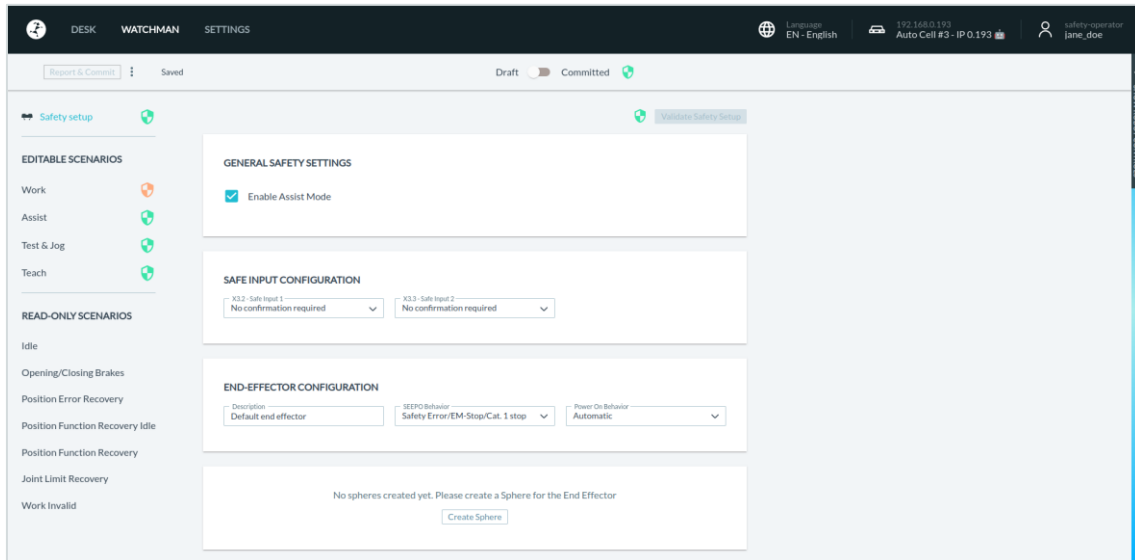 DESK WATCHMAN SETTINGS
Language
EN - English
192.168.0.193
Auto Cell #3 - IP 0.193
safety-operator
jane_doe
Report & Commit
Saved
Draft
Committed
Safety setup
Validate Safety Setup
EDITABLE SCENARIOS
Work
Assist
Test & Jog
Teach
READ-ONLY SCENARIOS
Idle
Opening/Closing Brakes
Position Error Recovery
Position Function Recovery Idle
Position Function Recovery
Joint Limit Recovery
Work Invalid
GENERAL SAFETY SETTINGS
Enable Assist Mode
SAFE INPUT CONFIGURATION
X3.2 - Safe Input 1
No confirmation required
X3.3 - Safe Input 2
No confirmation required
END-EFFECTOR CONFIGURATION
Description
Default end effector
SEEPO Behavior
Safety Error/EM-Stop/Cat. 1 stop
Power On Behavior
Automatic
No spheres created yet. Please create a Sphere for the End Effector
Create Sphere